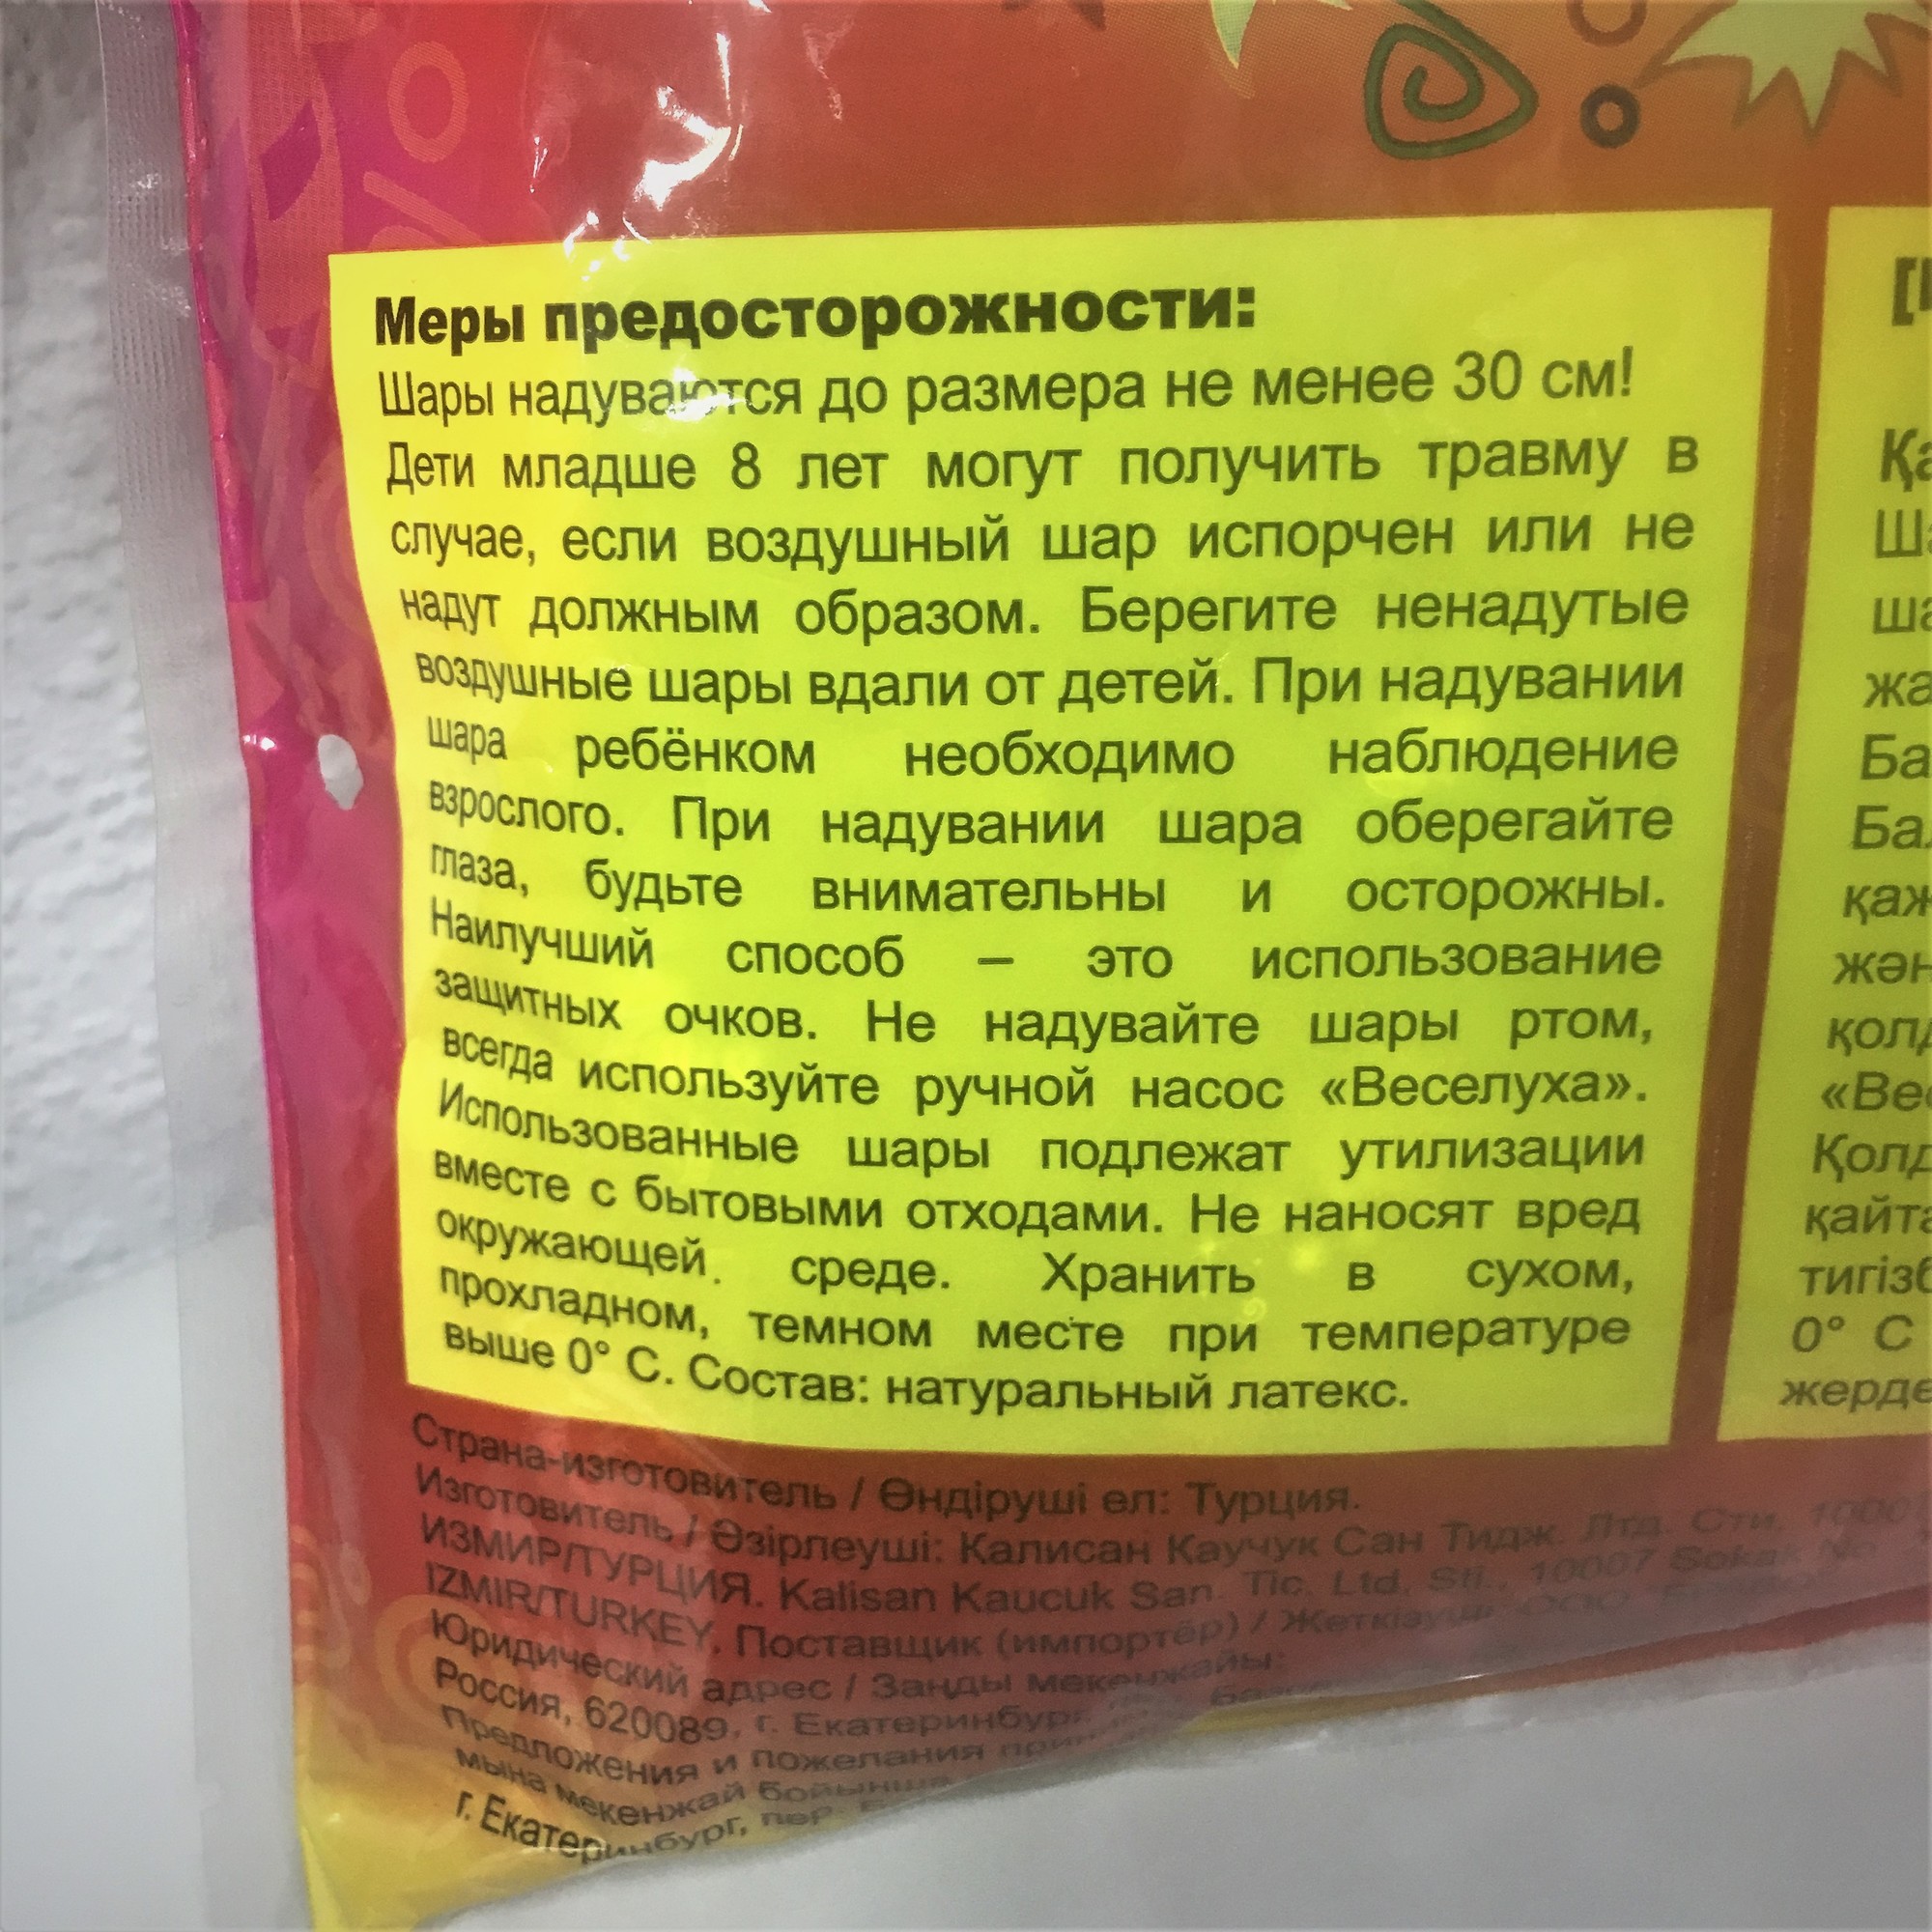 Меры предосторожности:
Шары надуваются до размера не менее 30 см!
Дети младше 8 лет могут получить травму в
случае, если воздушный шар испорчен или не
надут должным образом. Берегите ненадутые
воздушные шары вдали от детей. При надувании
шара ребёнком необходимо наблюдение
взрослого. При надувании шара оберегайте
глаза, будьте внимательны и осторожны.
Наилучший способ – это использование
защитных очков. Не надувайте шары ртом,
всегда используйте ручной насос «Веселуха».
Использованные шары подлежат утилизации
вместе с бытовыми отходами. Не наносят вред
окружающей среде. Хранить в сухом,
прохладном, темном месте при температуре
выше 0° С. Состав: натуральный латекс.
Страна-изготовитель / Өндіруші ел: Турция.
Изготовитель / Өзірлеуші: Калисан Каучук Сан Тидж. Лтд. Сти.
ИЗМИР/ТУРЦИЯ. Kalisan Kaucuk San. Tic. Ltd. Sti., 10007 Sokak No
IZMIR/TURKEY. Поставщик (импортёр) / Жеткізуші ООО
Юридический адрес / Заңды мекенжайы:
Россия, 620089, г. Екатеринбург,
Предложения и пожелания
мына мекенжай бойынша
г. Екатеринбург, пер.
0° С